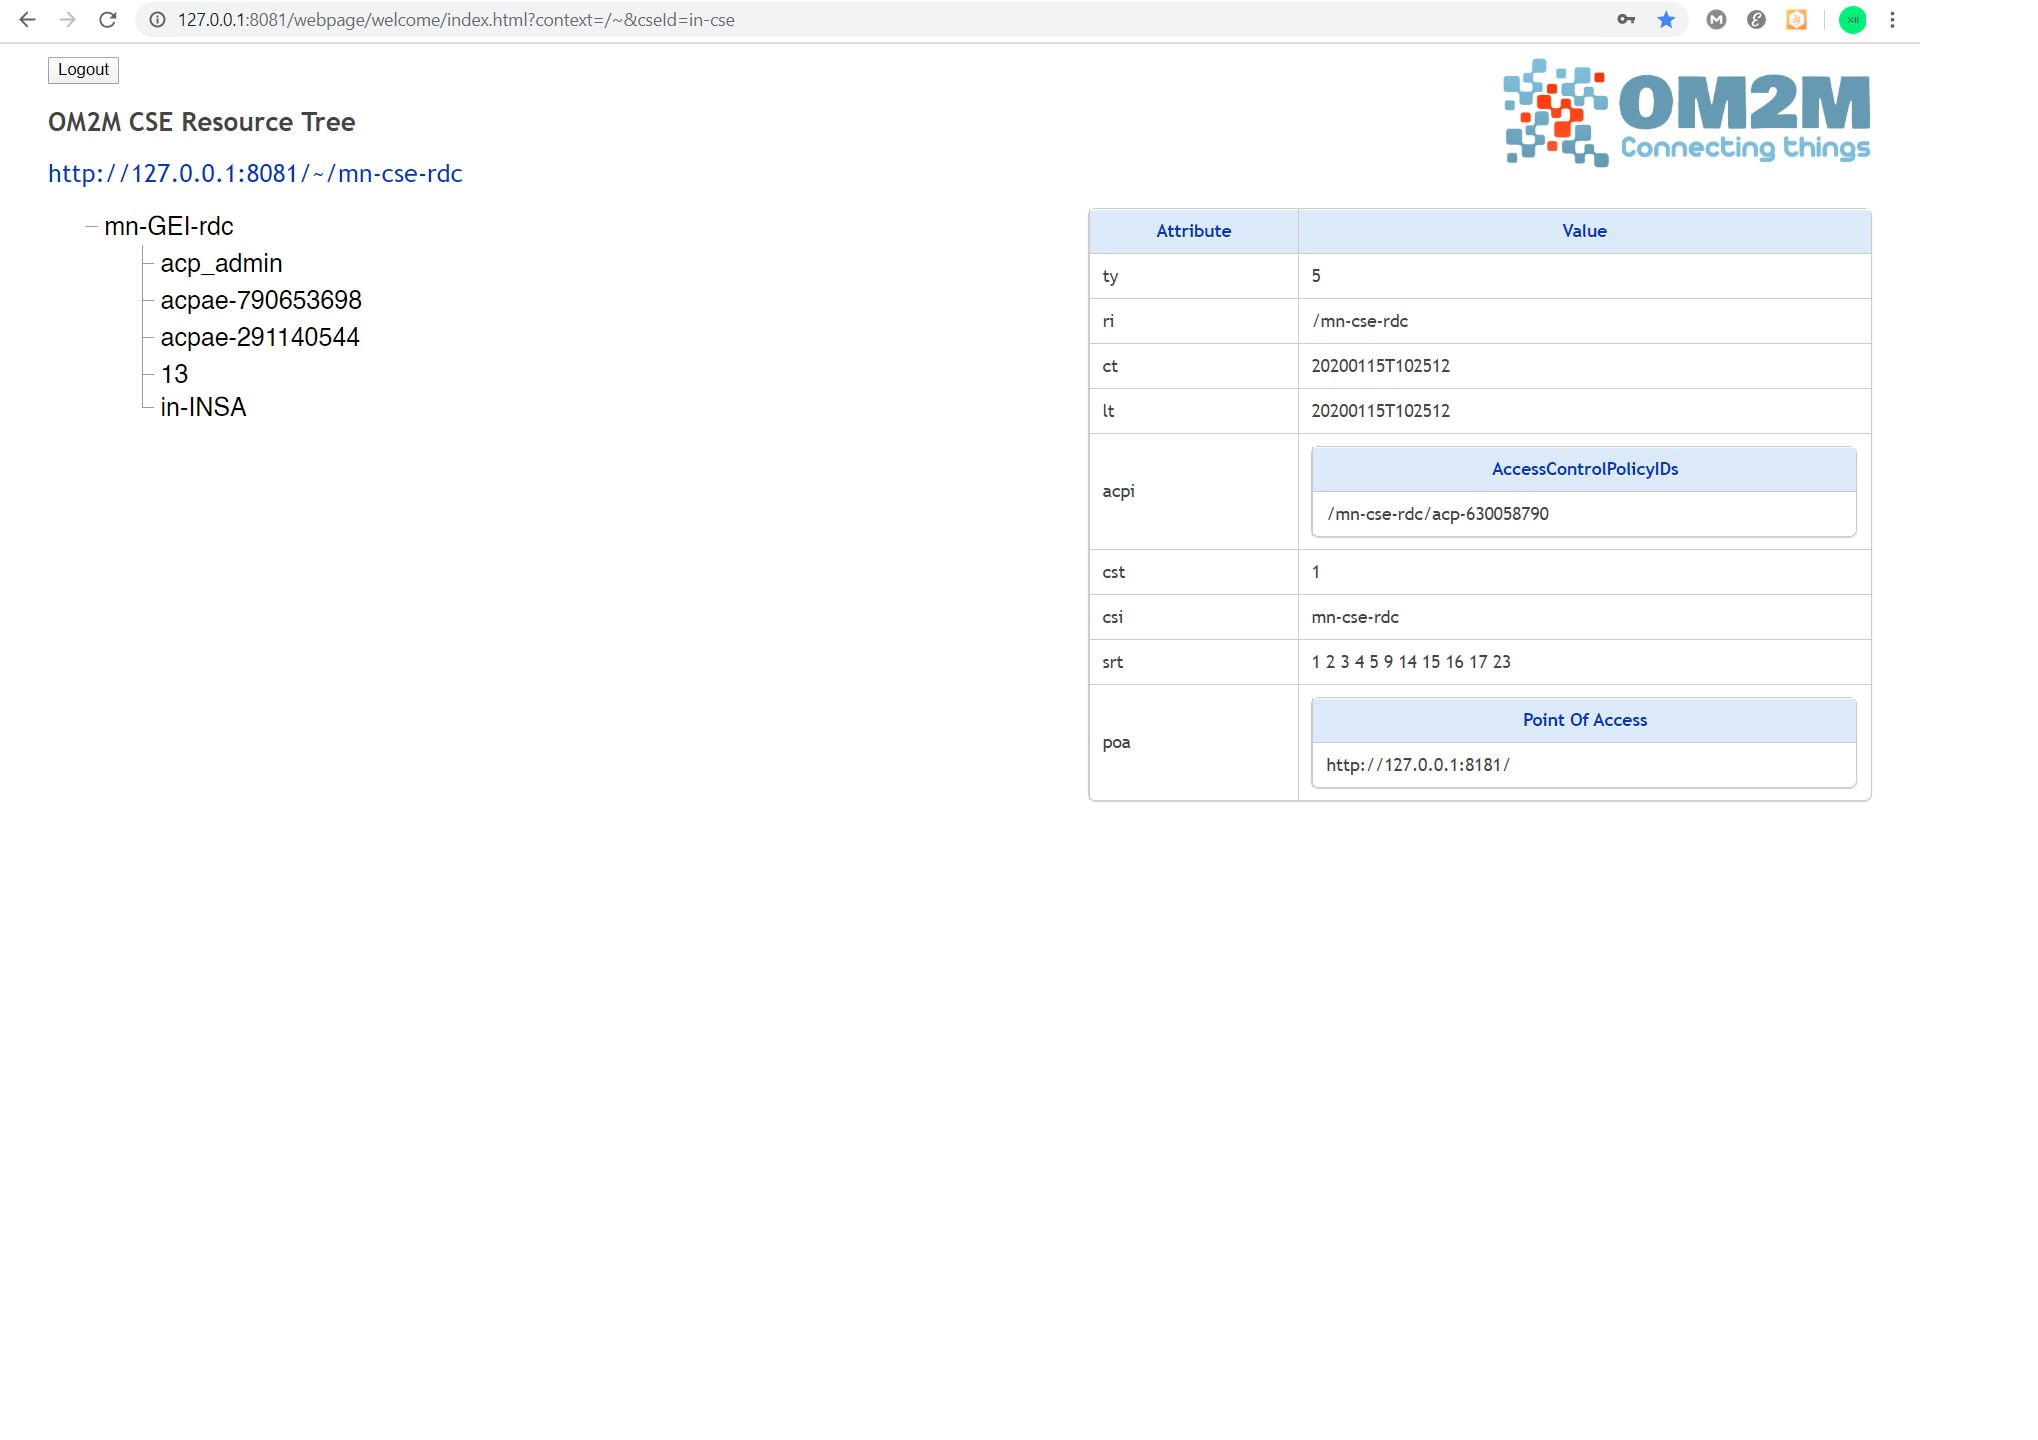 127.0.0.1:8081/webpage/welcome/index.html?context=/~&cseId=in-cse
Logout
OM2M CSE Resource Tree
OM2M
Connecting things
http://127.0.0.1:8081/~/mn-cse-rdc
mn-GEI-rdc
acp_admin
acpae-790653698
acpae-291140544
13
in-INSA
Attribute Value
ty 5
ri /mn-cse-rdc
ct 20200115T102512
lt 20200115T102512
acpi
AccessControlPolicyIDs
/mn-cse-rdc/acp-630058790
cst 1
csi mn-cse-rdc
srt 1 2 3 4 5 9 14 15 16 17 23
poa
Point Of Access
http://127.0.0.1:8181/